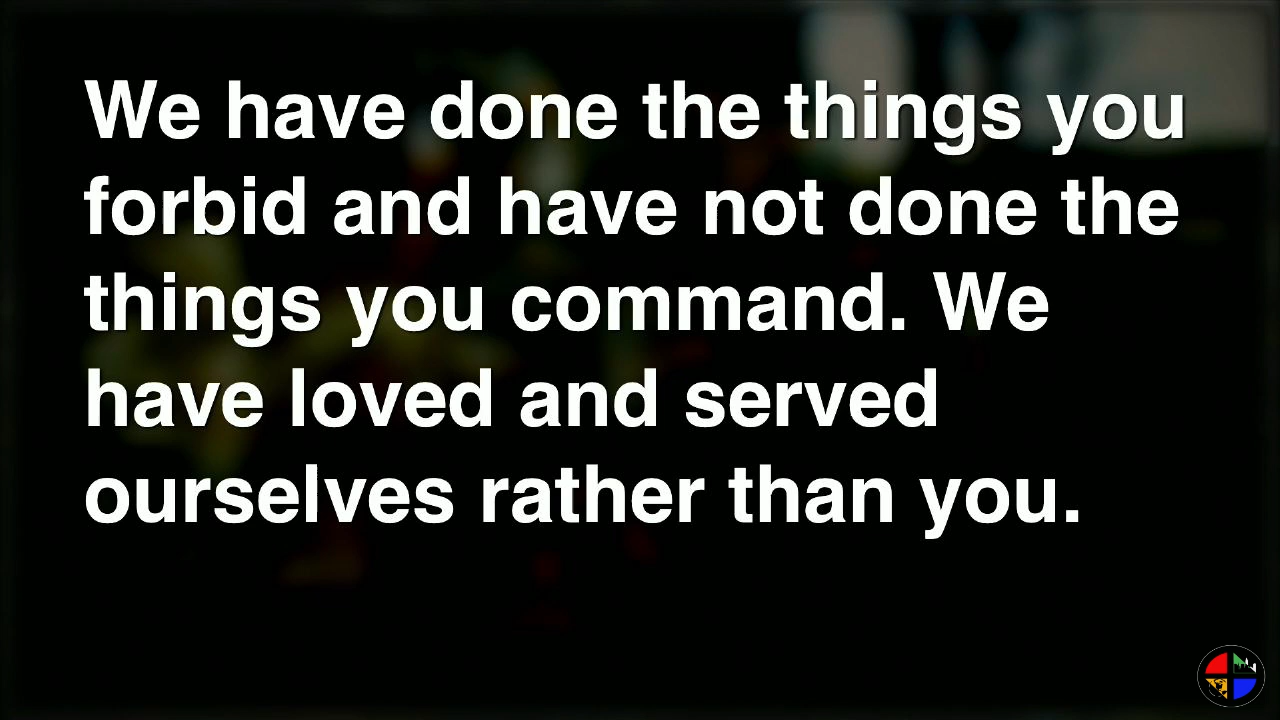 We have done the things you
forbid and have not done the
things you command. We
have loved and served
ourselves rather than you.